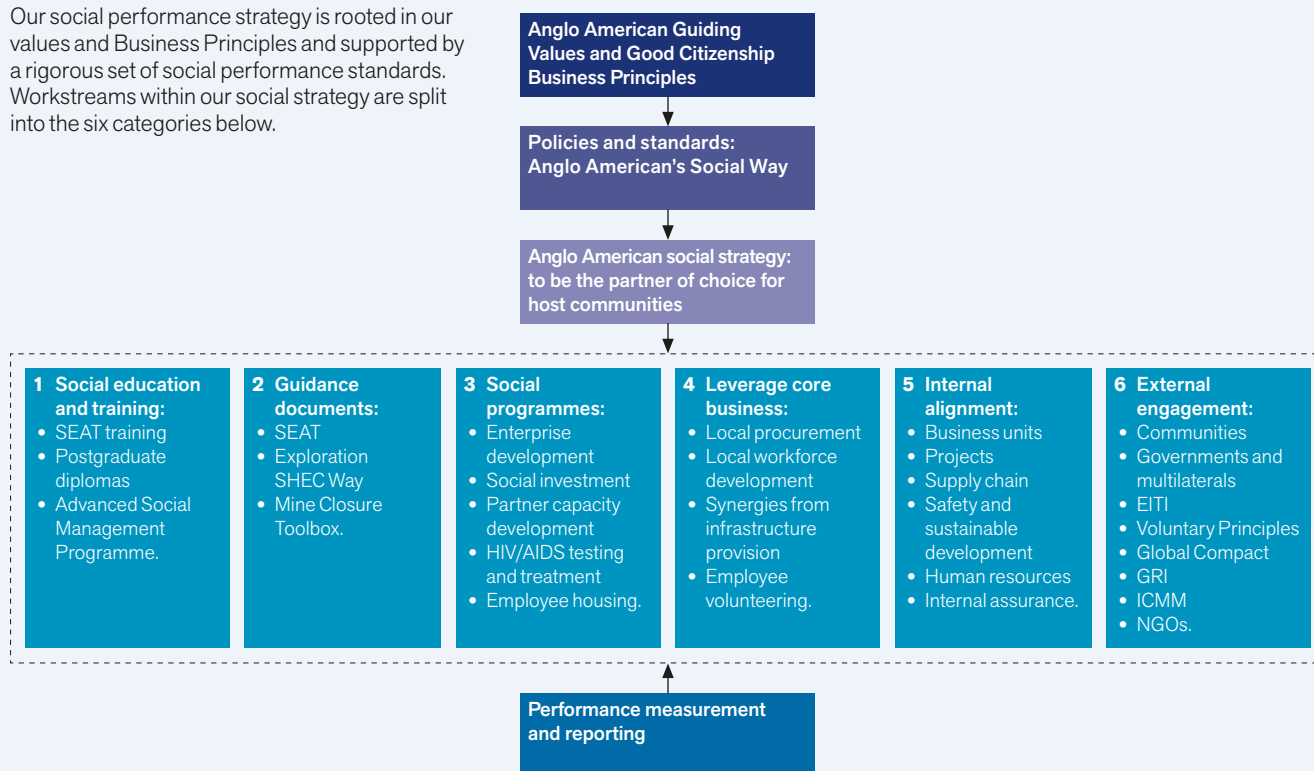 Our social performance strategy is rooted in our
values and Business Principles and supported by
a rigorous set of social performance standards.
Workstreams within our social strategy are split
into the six categories below.
Anglo American Guiding
Values and Good Citizenship
Business Principles
Policies and standards:
Anglo American's Social Way
Anglo American social strategy:
to be the partner of choice for
host communities
1 Social education
and training:
• SEAT training
• Postgraduate
diplomas
• Advanced Social
Management
Programme.
2 Guidance
documents:
• SEAT
• Exploration
SHEC Way
• Mine Closure
Toolbox.
3 Social
programmes:
• Enterprise
development
• Social investment
• Partner capacity
development
• HIV/AIDS testing
and treatment
• Employee housing.
4 Leverage core
business:
• Local procurement
• Local workforce
development
• Synergies from
infrastructure
provision
• Employee
volunteering.
5 Internal
alignment:
• Business units
• Projects
• Supply chain
• Safety and
sustainable
development
• Human resources
• Internal assurance.
6 External
engagement:
• Communities
• Governments and
multilaterals
• EITI
• Voluntary Principles
• Global Compact
• GRI
• ICMM
• NGOs.
Performance measurement
and reporting